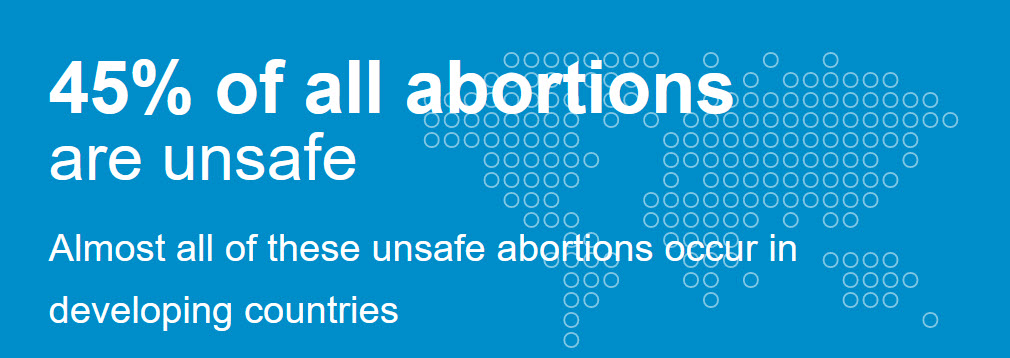 45% of all abortions
are unsafe
Almost all of these unsafe abortions occur in
developing countries